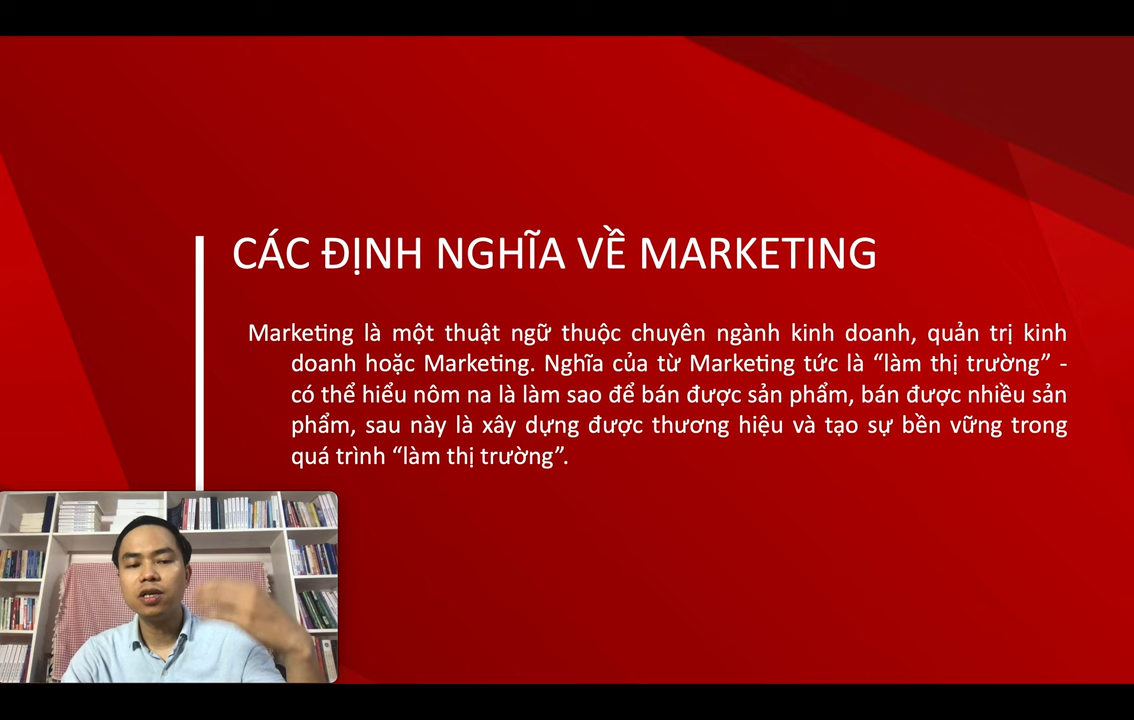 CÁC ĐỊNH NGHĨA VỀ MARKETING
Marketing là một thuật ngữ thuộc chuyên ngành kinh doanh, quản trị kinh
doanh hoặc Marketing. Nghĩa của từ Marketing tức là “làm thị trường” -
có thể hiểu nôm na là làm sao để bán được sản phẩm, bán được nhiều sản
phẩm, sau này là xây dựng được thương hiệu và tạo sự bền vững trong
quá trình “làm thị trường”.